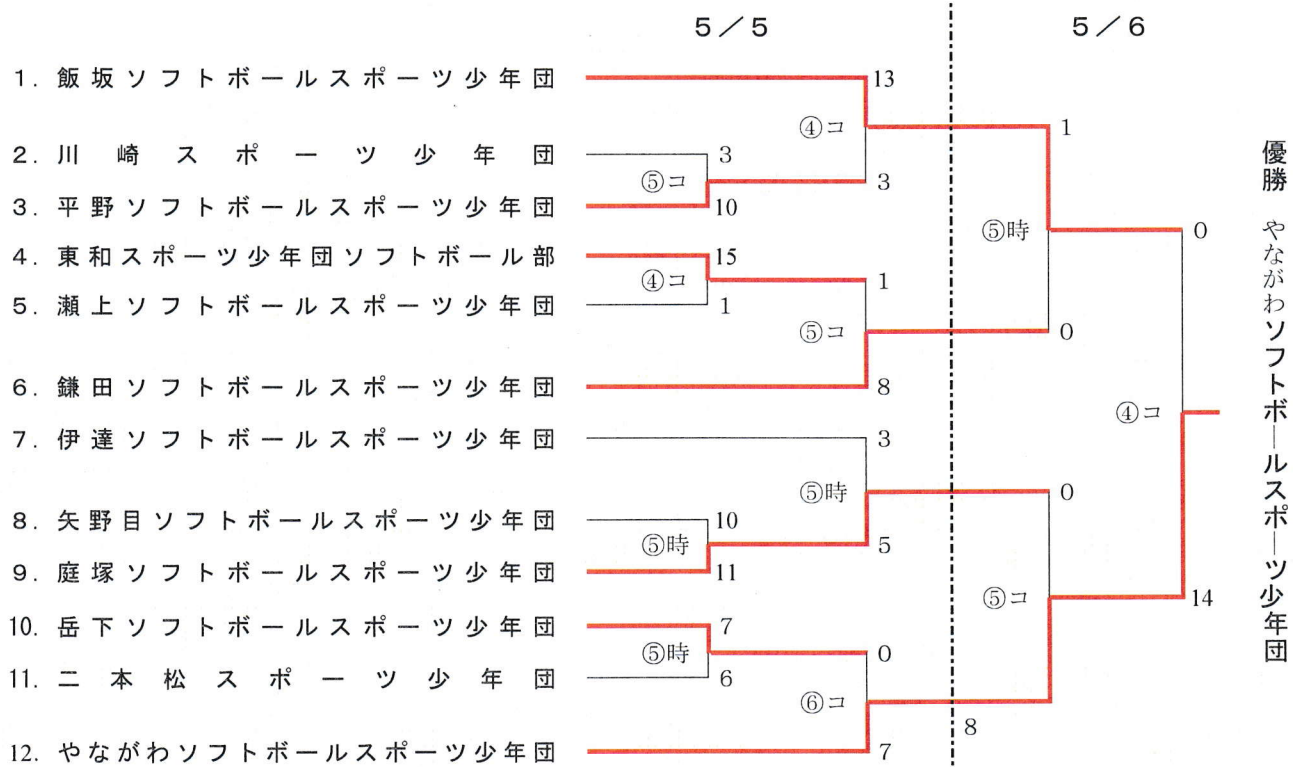 5/5
5/6
1. 飯坂ソフトボールスポーツ少年団
13
④コ
1
2. 川崎スポーツ少年団
3
⑤コ
3
3. 平野ソフトボールスポーツ少年団
10
⑤時
0
4. 東和スポーツ少年団ソフトボール部
15
④コ
1
5. 瀬上ソフトボールスポーツ少年団
1
⑤コ
0
6. 鎌田ソフトボールスポーツ少年団
8
④コ
7. 伊達ソフトボールスポーツ少年団
3
⑤時
0
8. 矢野目ソフトボールスポーツ少年団
10
⑤時
5
9. 庭塚ソフトボールスポーツ少年団
11
⑤コ
14
10. 岳下ソフトボールスポーツ少年団
7
⑤時
0
11. 二本松スポーツ少年団
6
⑥コ
8
12. やながわソフトボールスポーツ少年団
7
優勝 やながわソフトボールスポーツ少年団